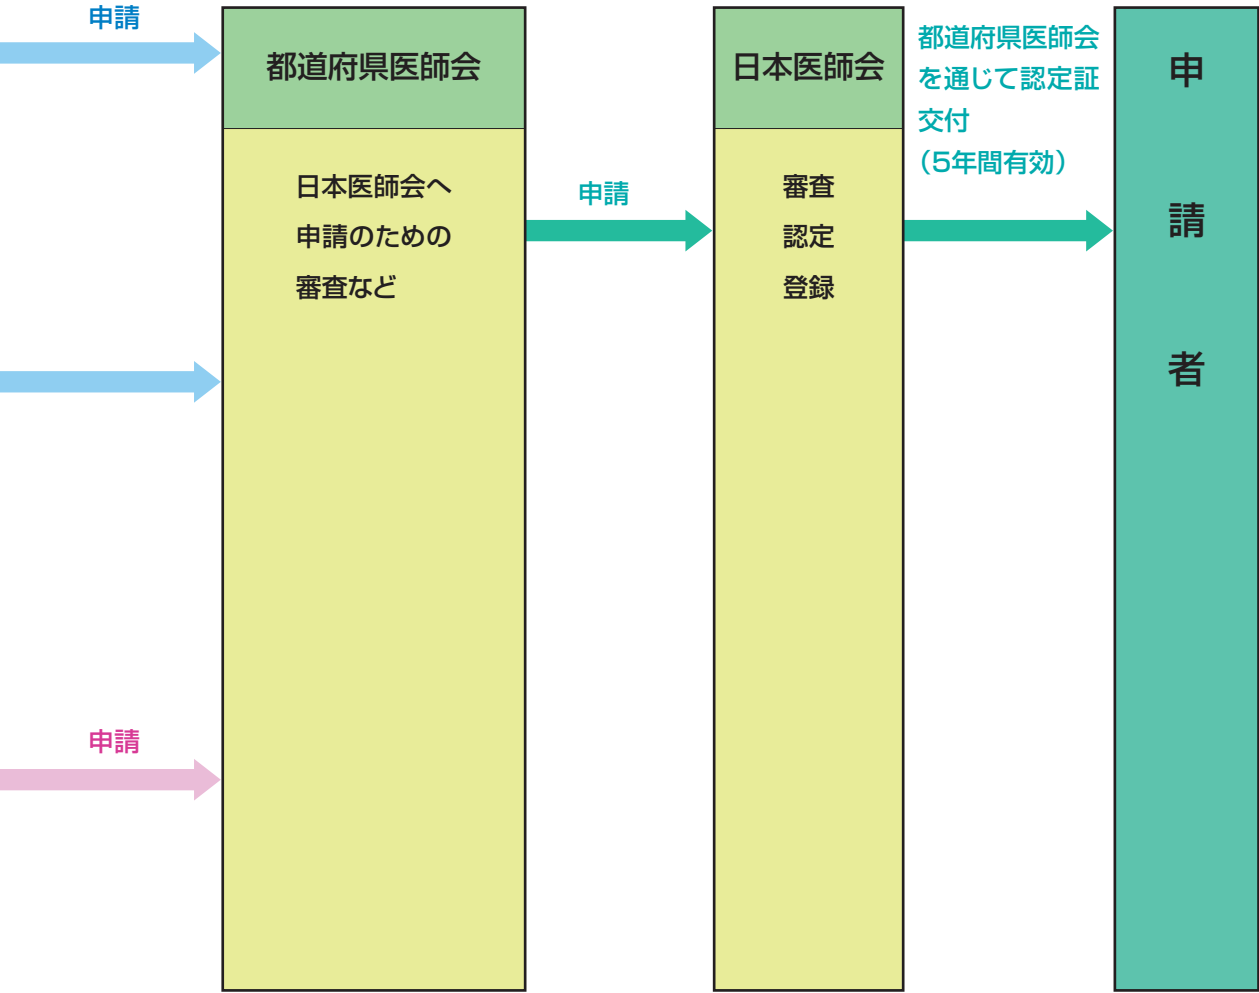 申請
都道府県医師会
日本医師会へ
申請のための
審査など
申請
申請
日本医師会
審査
認定
登録
都道府県医師会
を通じて認定証
交付
（5年間有効）
申請者